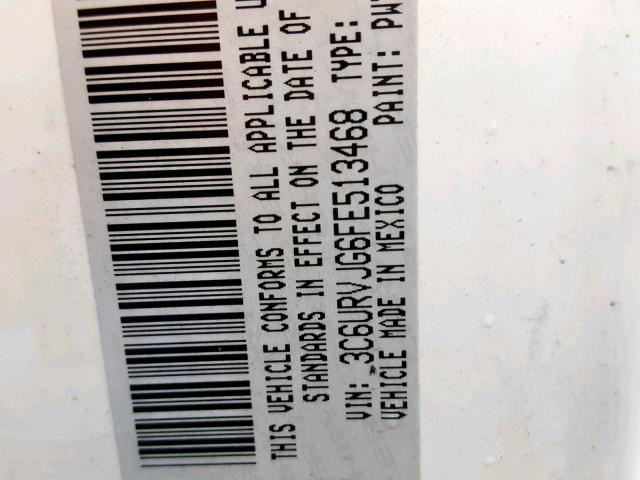 THIS VEHICLE CONFORMS TO ALL APPLICABLE
STANDARDS IN EFFECT ON THE DATE OF
VIN: 3C6URVJG6FE513468 TYPE:
VEHICLE MADE IN MEXICO PAINT: PW